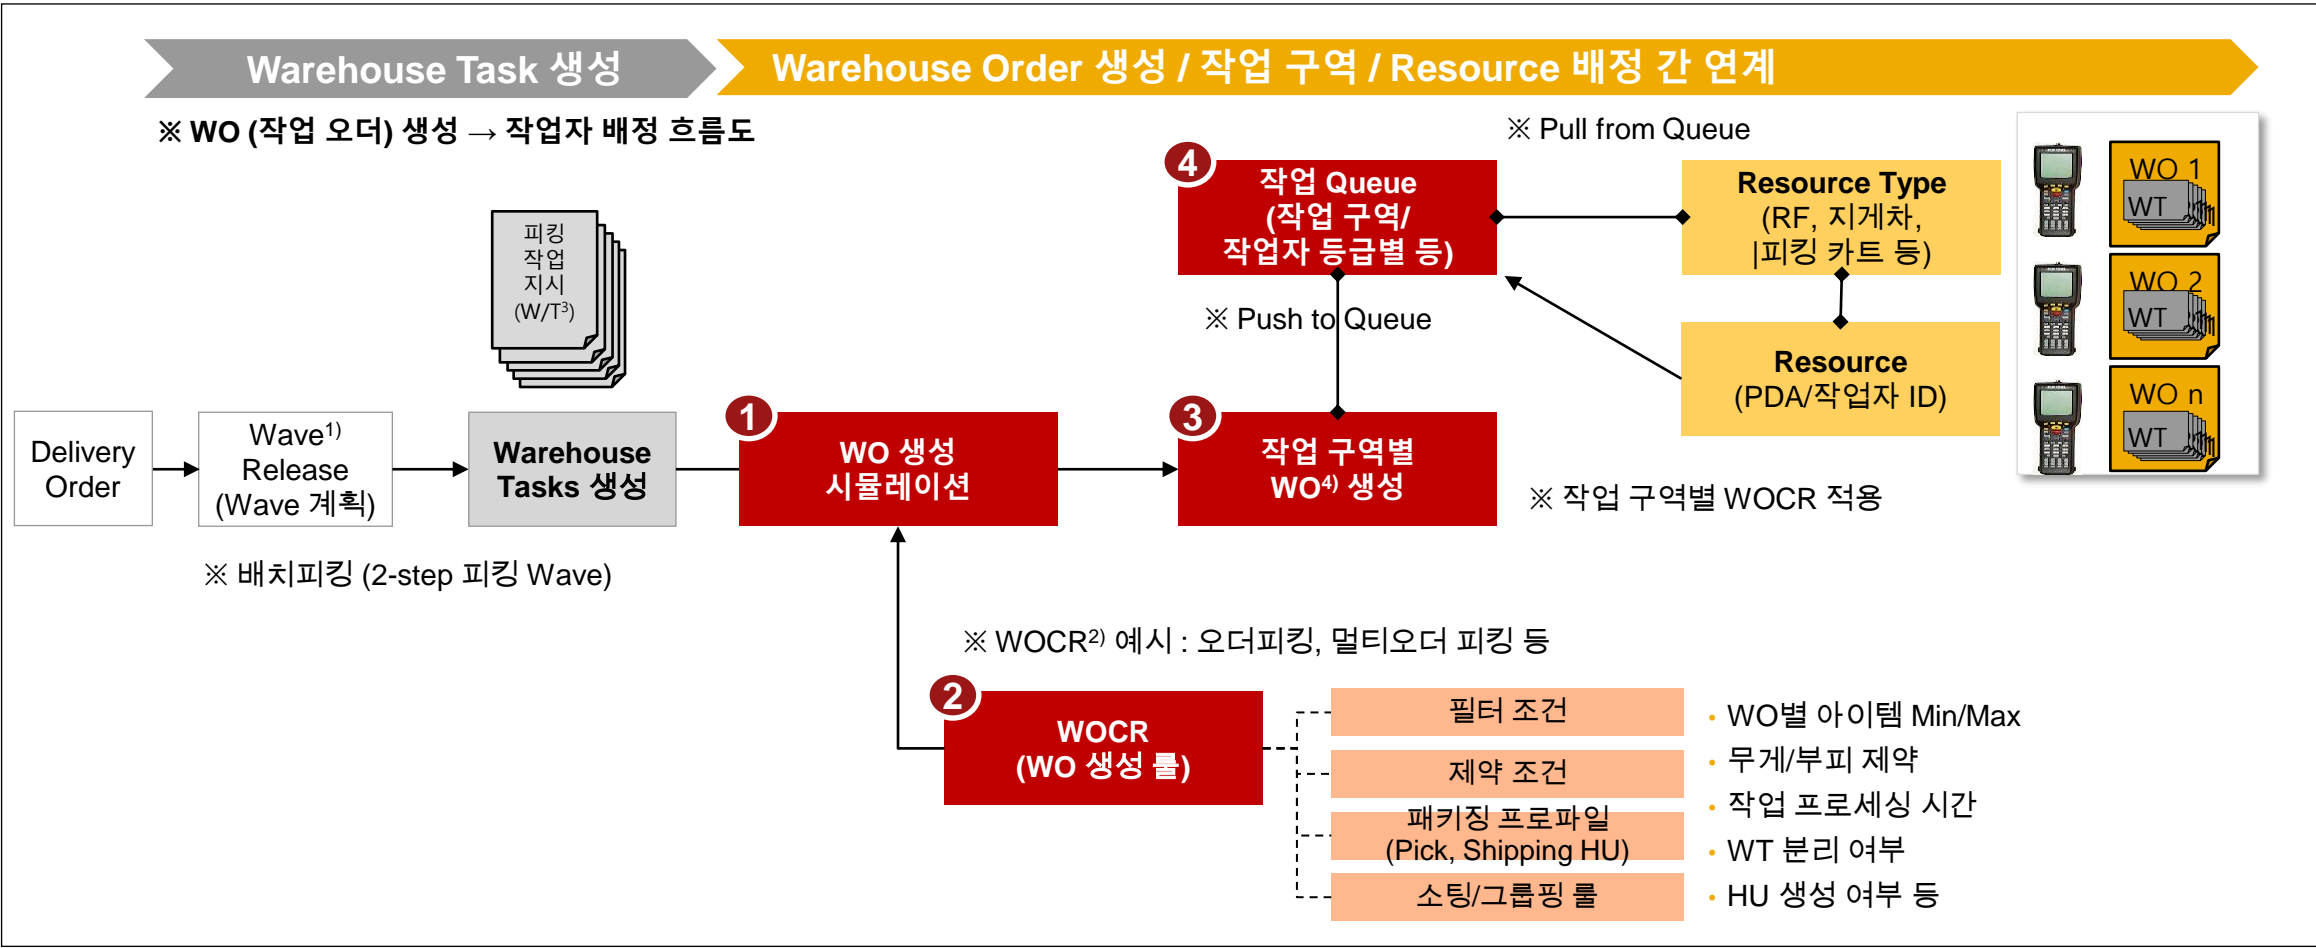 Warehouse Task 생성
Warehouse Order 생성 / 작업 구역 / Resource 배정 간 연계
※ WO (작업 오더) 생성 → 작업자 배정 흐름도
※ Pull from Queue
피킹
작업
지시
(W/T³)
4
작업 Queue
(작업 구역/
작업자 등급별 등)
Resource Type
(RF, 지게차,
|피킹 카트 등)
WO 1
WT
WO 2
WT
WO n
WT
※ Push to Queue
Resource
(PDA/작업자 ID)
Delivery
Order
Wave¹⁾
Release
(Wave 계획)
Warehouse
Tasks 생성
1
WO 생성
시뮬레이션
3
작업 구역별
WO⁴⁾ 생성
※ 작업 구역별 WOCR 적용
※ 배치피킹 (2-step 피킹 Wave)
※ WOCR²⁾ 예시 : 오더피킹, 멀티오더 피킹 등
2
WOCR
(WO 생성 룰)
필터 조건
제약 조건
패키징 프로파일
(Pick, Shipping HU)
소팅/그룹핑 룰
• WO별 아이템 Min/Max
• 무게/부피 제약
• 작업 프로세싱 시간
• WT 분리 여부
• HU 생성 여부 등